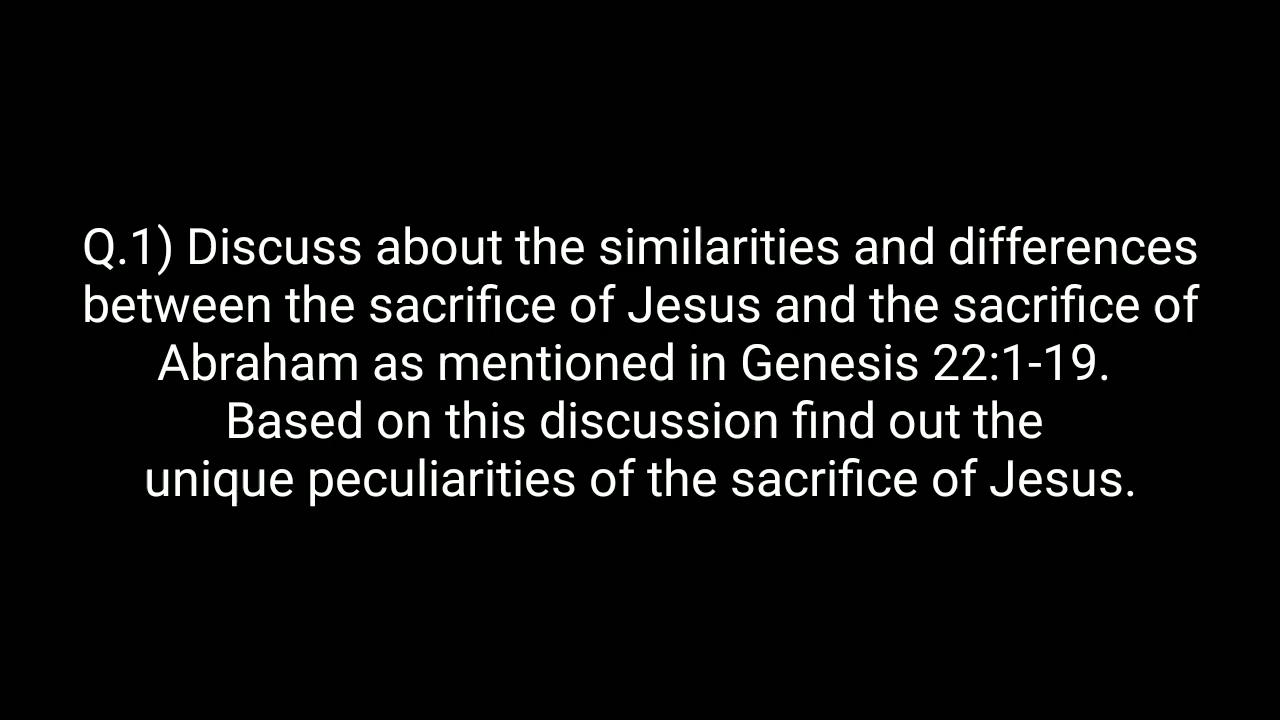 Q.1) Discuss about the similarities and differences
between the sacrifice of Jesus and the sacrifice of
Abraham as mentioned in Genesis 22:1-19.
Based on this discussion find out the
unique peculiarities of the sacrifice of Jesus.